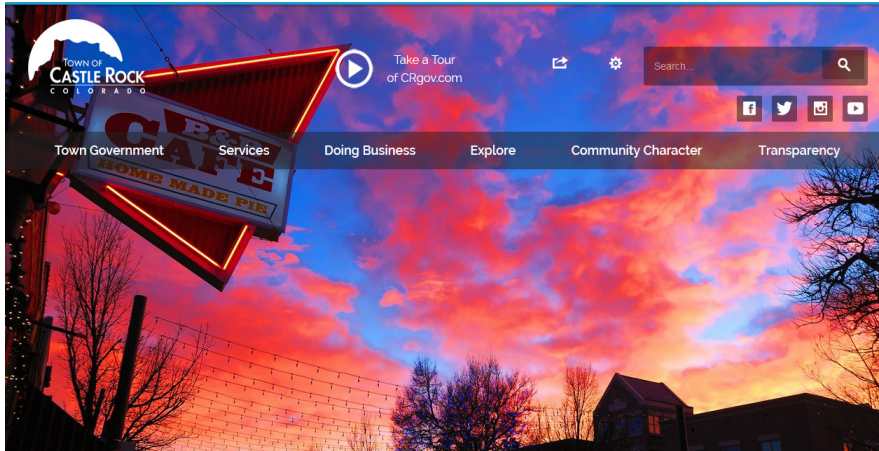 TOWN OF
CASTLE ROCK
COLORADO
Take a Tour
of CRgov.com
Search...
Town Government
Services
Doing Business
Explore
Community Character
Transparency
B&B
CAFE
HOME MADE PIE